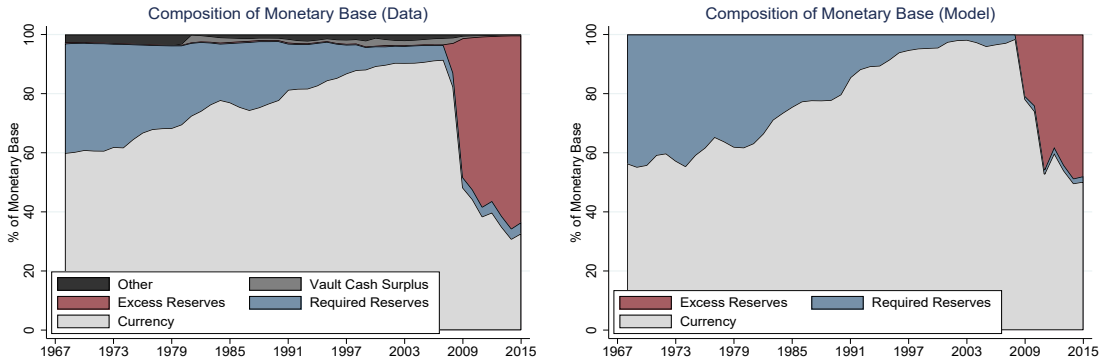 Composition of Monetary Base (Data)
% of Monetary Base
100
80
60
40
20
0
Other
Vault Cash Surplus
Excess Reserves
Required Reserves
Currency
1967 1973 1979 1985 1991 1997 2003 2009 2015
Composition of Monetary Base (Model)
% of Monetary Base
100
80
60
40
20
0
Excess Reserves
Required Reserves
Currency
1967 1973 1979 1985 1991 1997 2003 2009 2015